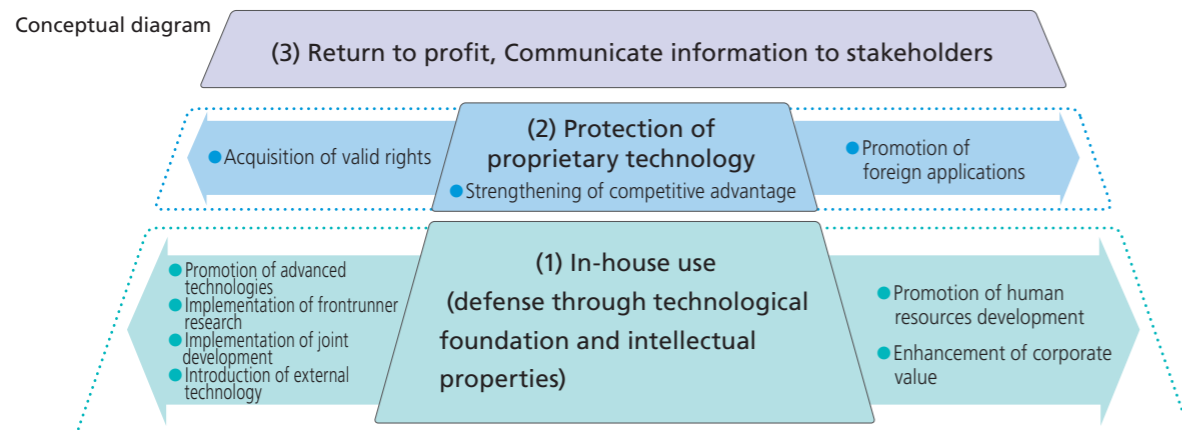 Conceptual diagram
(3) Return to profit, Communicate information to stakeholders
(2) Protection of
proprietary technology
● Strengthening of competitive advantage
● Acquisition of valid rights
● Promotion of
foreign applications
(1) In-house use
(defense through technological
foundation and intellectual
properties)
● Promotion of advanced
technologies
● Implementation of frontrunner
research
● Implementation of joint
development
● Introduction of external
technology
● Promotion of human
resources development
● Enhancement of corporate
value